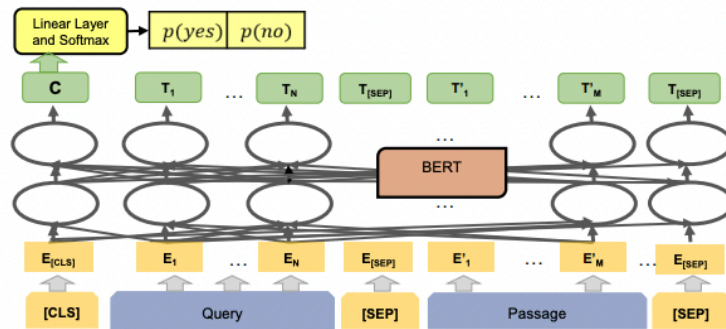 Linear Layer
and Softmax
p(yes) p(no)
C T1 ... TN T[SEP] T'1 ... T'M T[SEP]
...
BERT
...
E[CLS] E1 ... EN E[SEP] E'1 ... E'M ... E[SEP]
[CLS] Query [SEP] Passage [SEP]